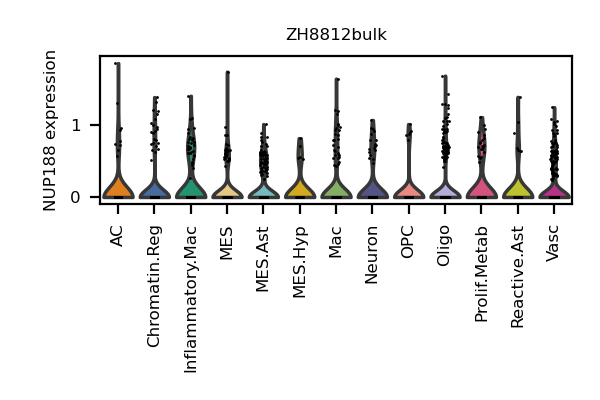 ZH8812bulk
NUP188 expression
1
0
AC
Chromatin.Reg
Inflammatory.Mac
MES
MES.Ast
MES.Hyp
Mac
Neuron
OPC
Oligo
Prolif.Metab
Reactive.Ast
Vasc